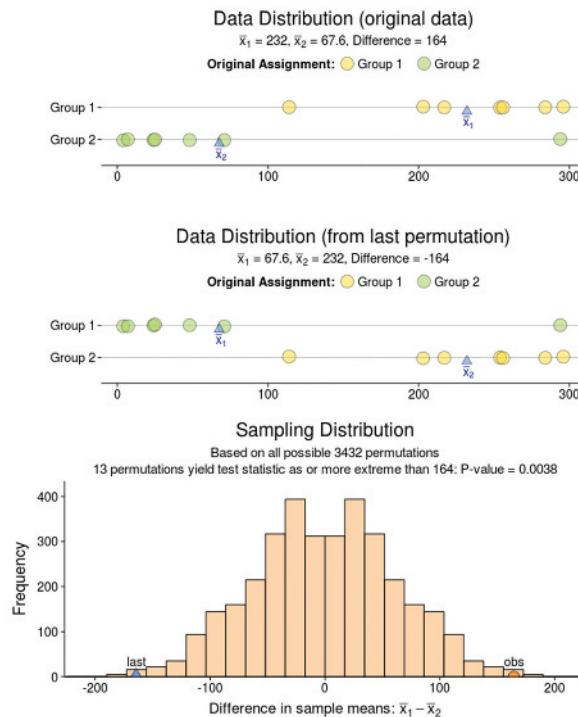 Data Distribution (original data)
x̄₁ = 232, x̄₂ = 67.6, Difference = 164
Original Assignment: Group 1 Group 2
Group 1
x̄₁
Group 2
x̄₂
0 100 200 300
Data Distribution (from last permutation)
x̄₁ = 67.6, x̄₂ = 232, Difference = -164
Original Assignment: Group 1 Group 2
Group 1
x̄₁
Group 2
x̄₂
0 100 200 300
Sampling Distribution
Based on all possible 3432 permutations
13 permutations yield test statistic as or more extreme than 164: P-value = 0.0038
Frequency
400
300
200
100
0
last obs
-200 -100 0 100 200
Difference in sample means: x̄₁ – x̄₂